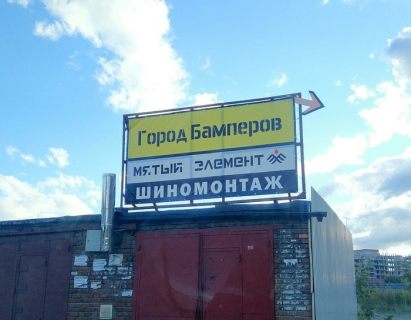 Город Бамперов
мятый элемент
шиномонтаж